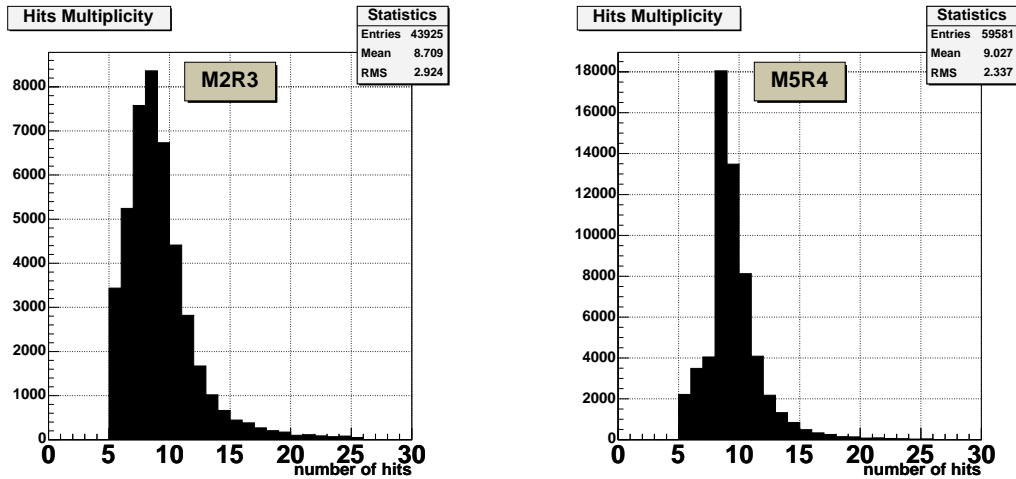 Hits Multiplicity
Statistics
Entries 43925
Mean 8.709
RMS 2.924
M2R3
8000
7000
6000
5000
4000
3000
2000
1000
0
0 5 10 15 20 25 30
number of hits
Hits Multiplicity
Statistics
Entries 59581
Mean 9.027
RMS 2.337
M5R4
18000
16000
14000
12000
10000
8000
6000
4000
2000
0
0 5 10 15 20 25 30
number of hits